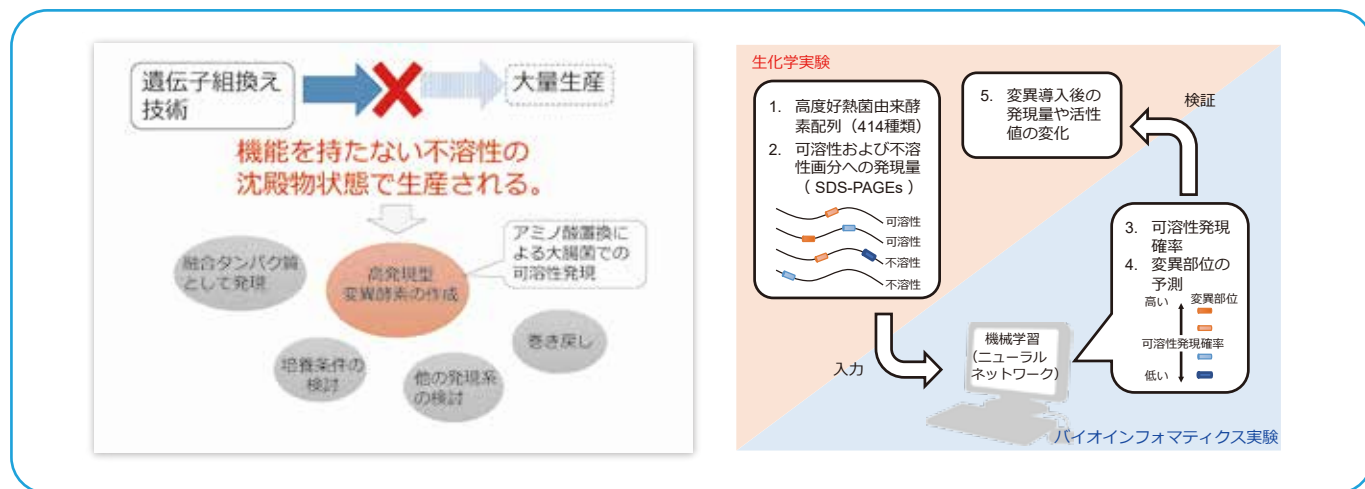 遺伝子組換え
技術
大量生産
機能を持たない不溶性の
沈殿物状態で生産される。
アミノ酸置換に
よる大腸菌での
可溶性発現
融合タンパク質
として発現
高発現型
変異酵素の作成
巻き戻し
培養条件の
検討
他の発現系
の検討
生化学実験
1. 高度好熱菌由来酵
素配列（414種類）
2. 可溶性および不溶
性画分への発現量
（ SDS-PAGEs ）
可溶性
可溶性
不溶性
不溶性
5. 変異導入後の
発現量や活性
値の変化
検証
3. 可溶性発現
確率
4. 変異部位の
予測
高い 変異部位
可溶性発現確率
低い
機械学習
（ニューラル
ネットワーク）
入力
バイオインフォマティクス実験